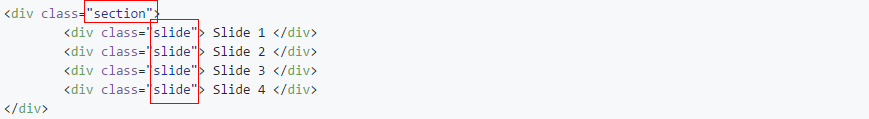 <div class="section">
<div class="slide"> Slide 1 </div>
<div class="slide"> Slide 2 </div>
<div class="slide"> Slide 3 </div>
<div class="slide"> Slide 4 </div>
</div>